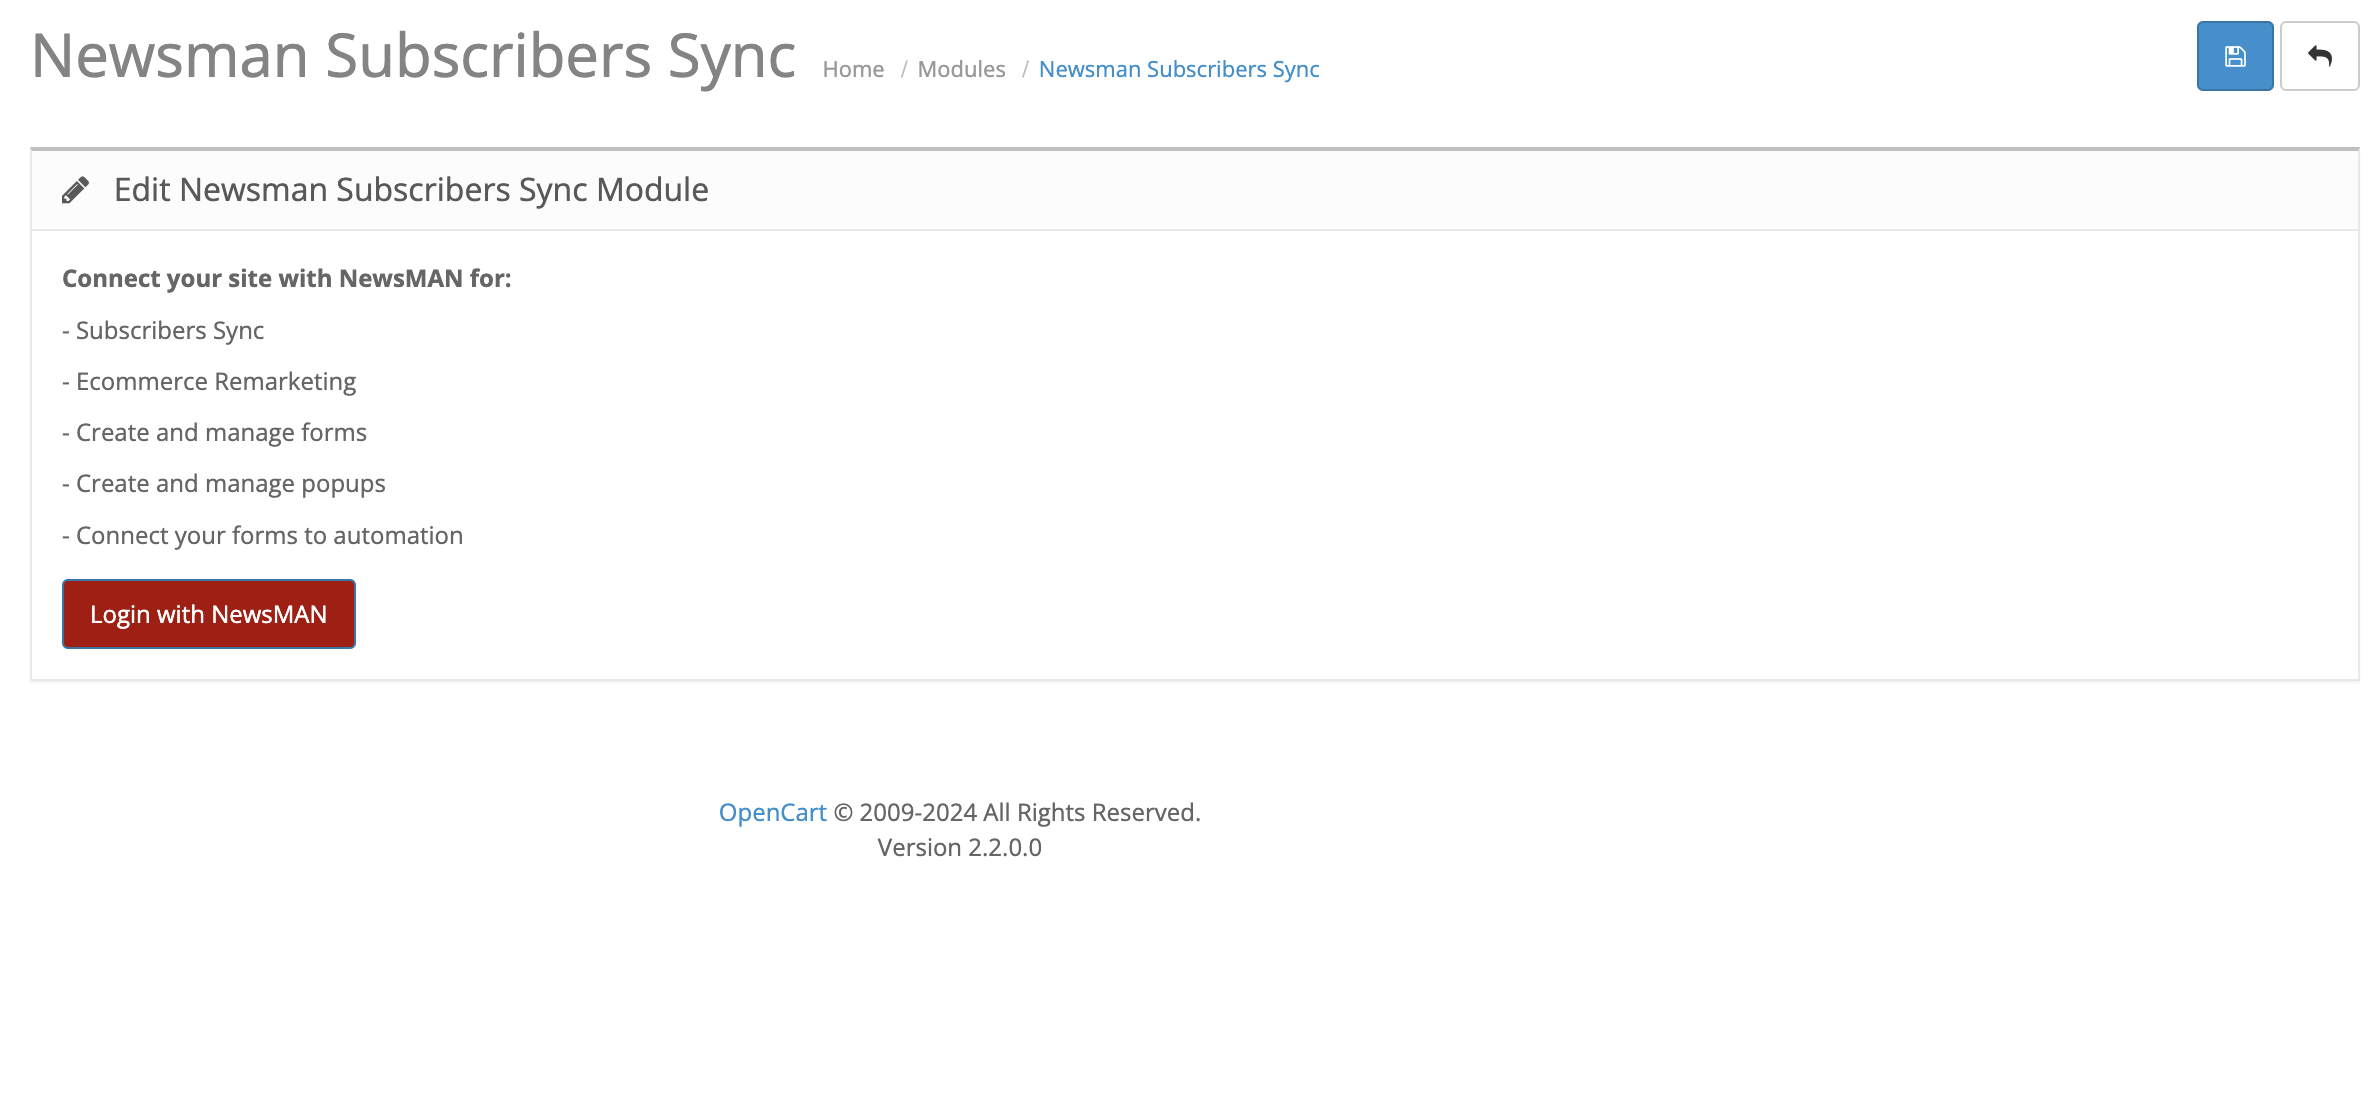 Newsman Subscribers Sync Home / Modules / Newsman Subscribers Sync
Edit Newsman Subscribers Sync Module
Connect your site with NewsMAN for:
- Subscribers Sync
- Ecommerce Remarketing
- Create and manage forms
- Create and manage popups
- Connect your forms to automation
Login with NewsMAN
OpenCart © 2009-2024 All Rights Reserved.
Version 2.2.0.0